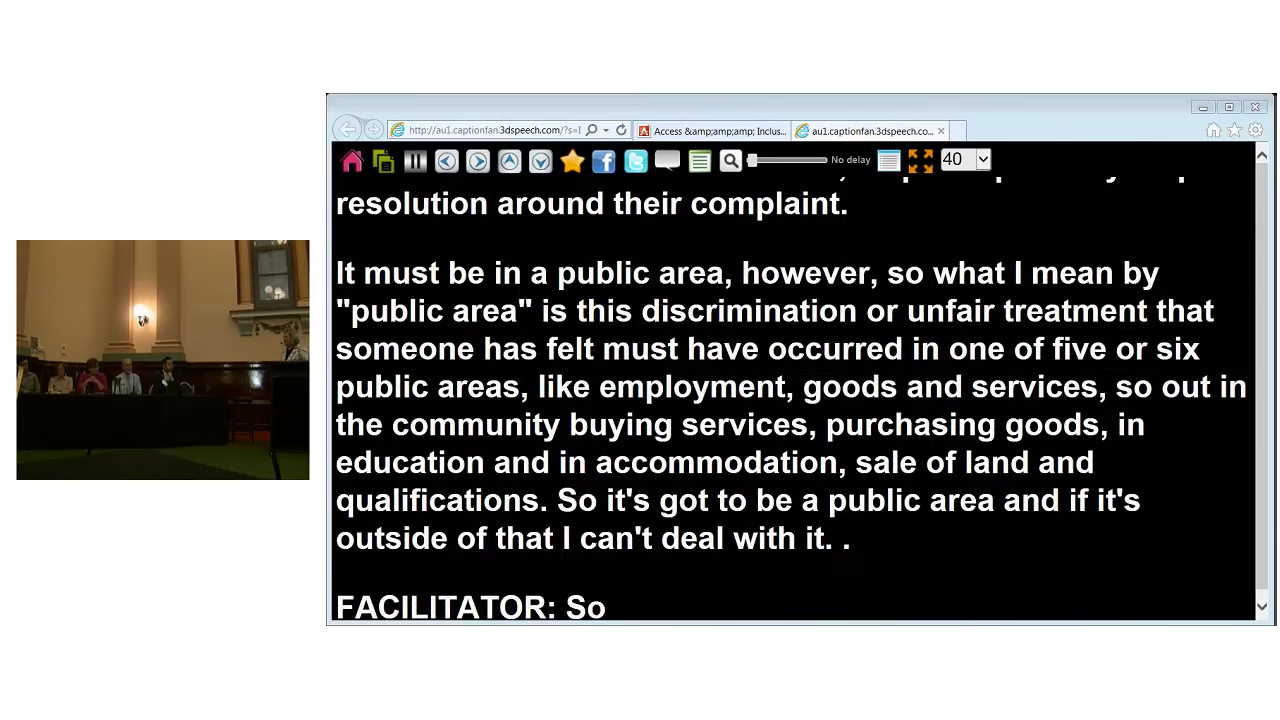 http://au1.captionfan.3dspeech.com/?s=
Access &amp;amp;amp; Inclus...
au1.captionfan.3dspeech.co...
No delay
40
resolution around their complaint.
It must be in a public area, however, so what I mean by
"public area" is this discrimination or unfair treatment that
someone has felt must have occurred in one of five or six
public areas, like employment, goods and services, so out in
the community buying services, purchasing goods, in
education and in accommodation, sale of land and
qualifications. So it's got to be a public area and if it's
outside of that I can't deal with it. .
FACILITATOR: So